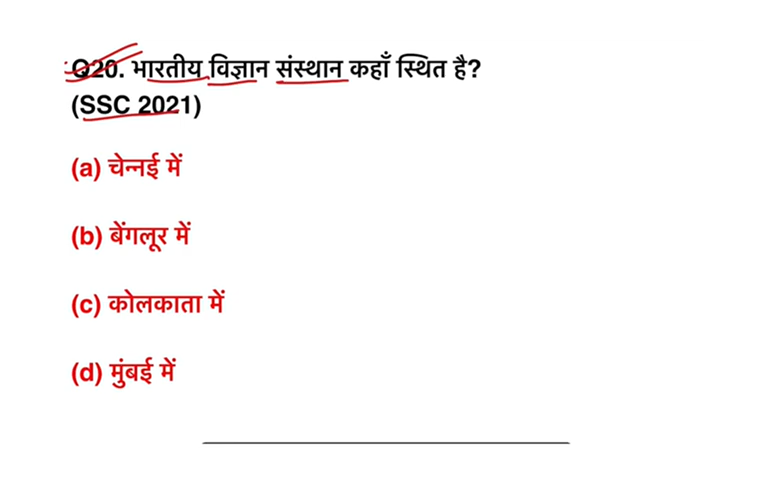 Q20. भारतीय विज्ञान संस्थान कहाँ स्थित है?
(SSC 2021)
(a) चेन्नई में
(b) बेंगलूर में
(c) कोलकाता में
(d) मुंबई में